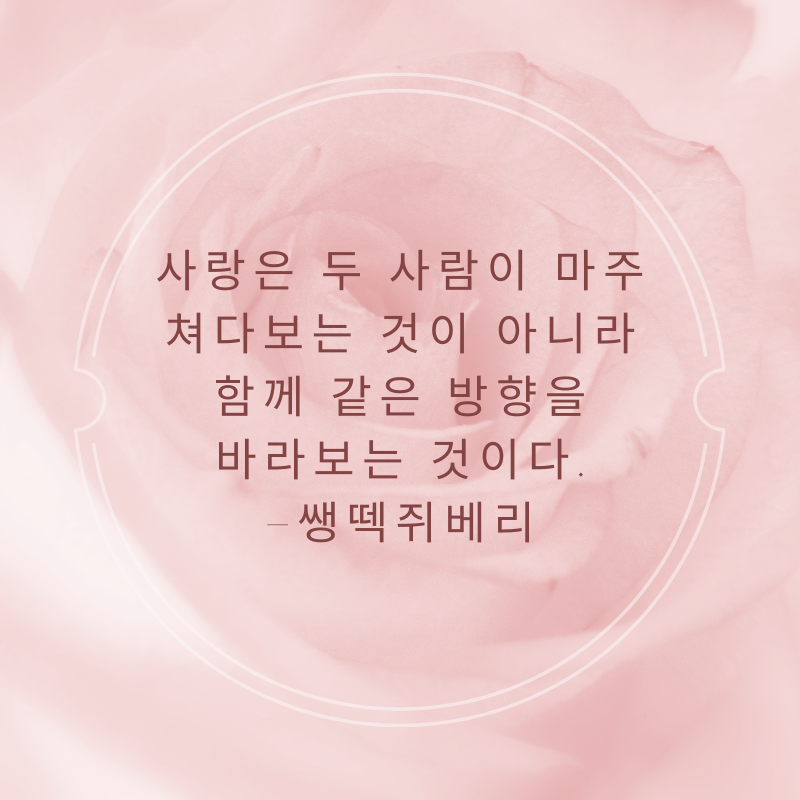 사랑은 두 사람이 마주
쳐다보는 것이 아니라
함께 같은 방향을
바라보는 것이다.
–쌩떽쥐베리